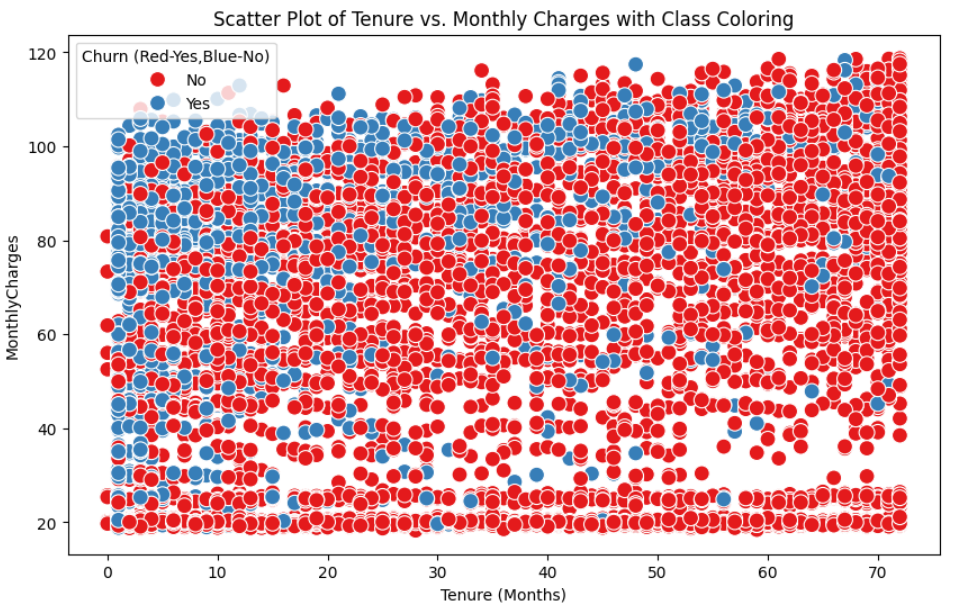 Scatter Plot of Tenure vs. Monthly Charges with Class Coloring
Churn (Red-Yes,Blue-No)
No
Yes
MonthlyCharges
120
100
80
60
40
20
0 10 20 30 40 50 60 70
Tenure (Months)